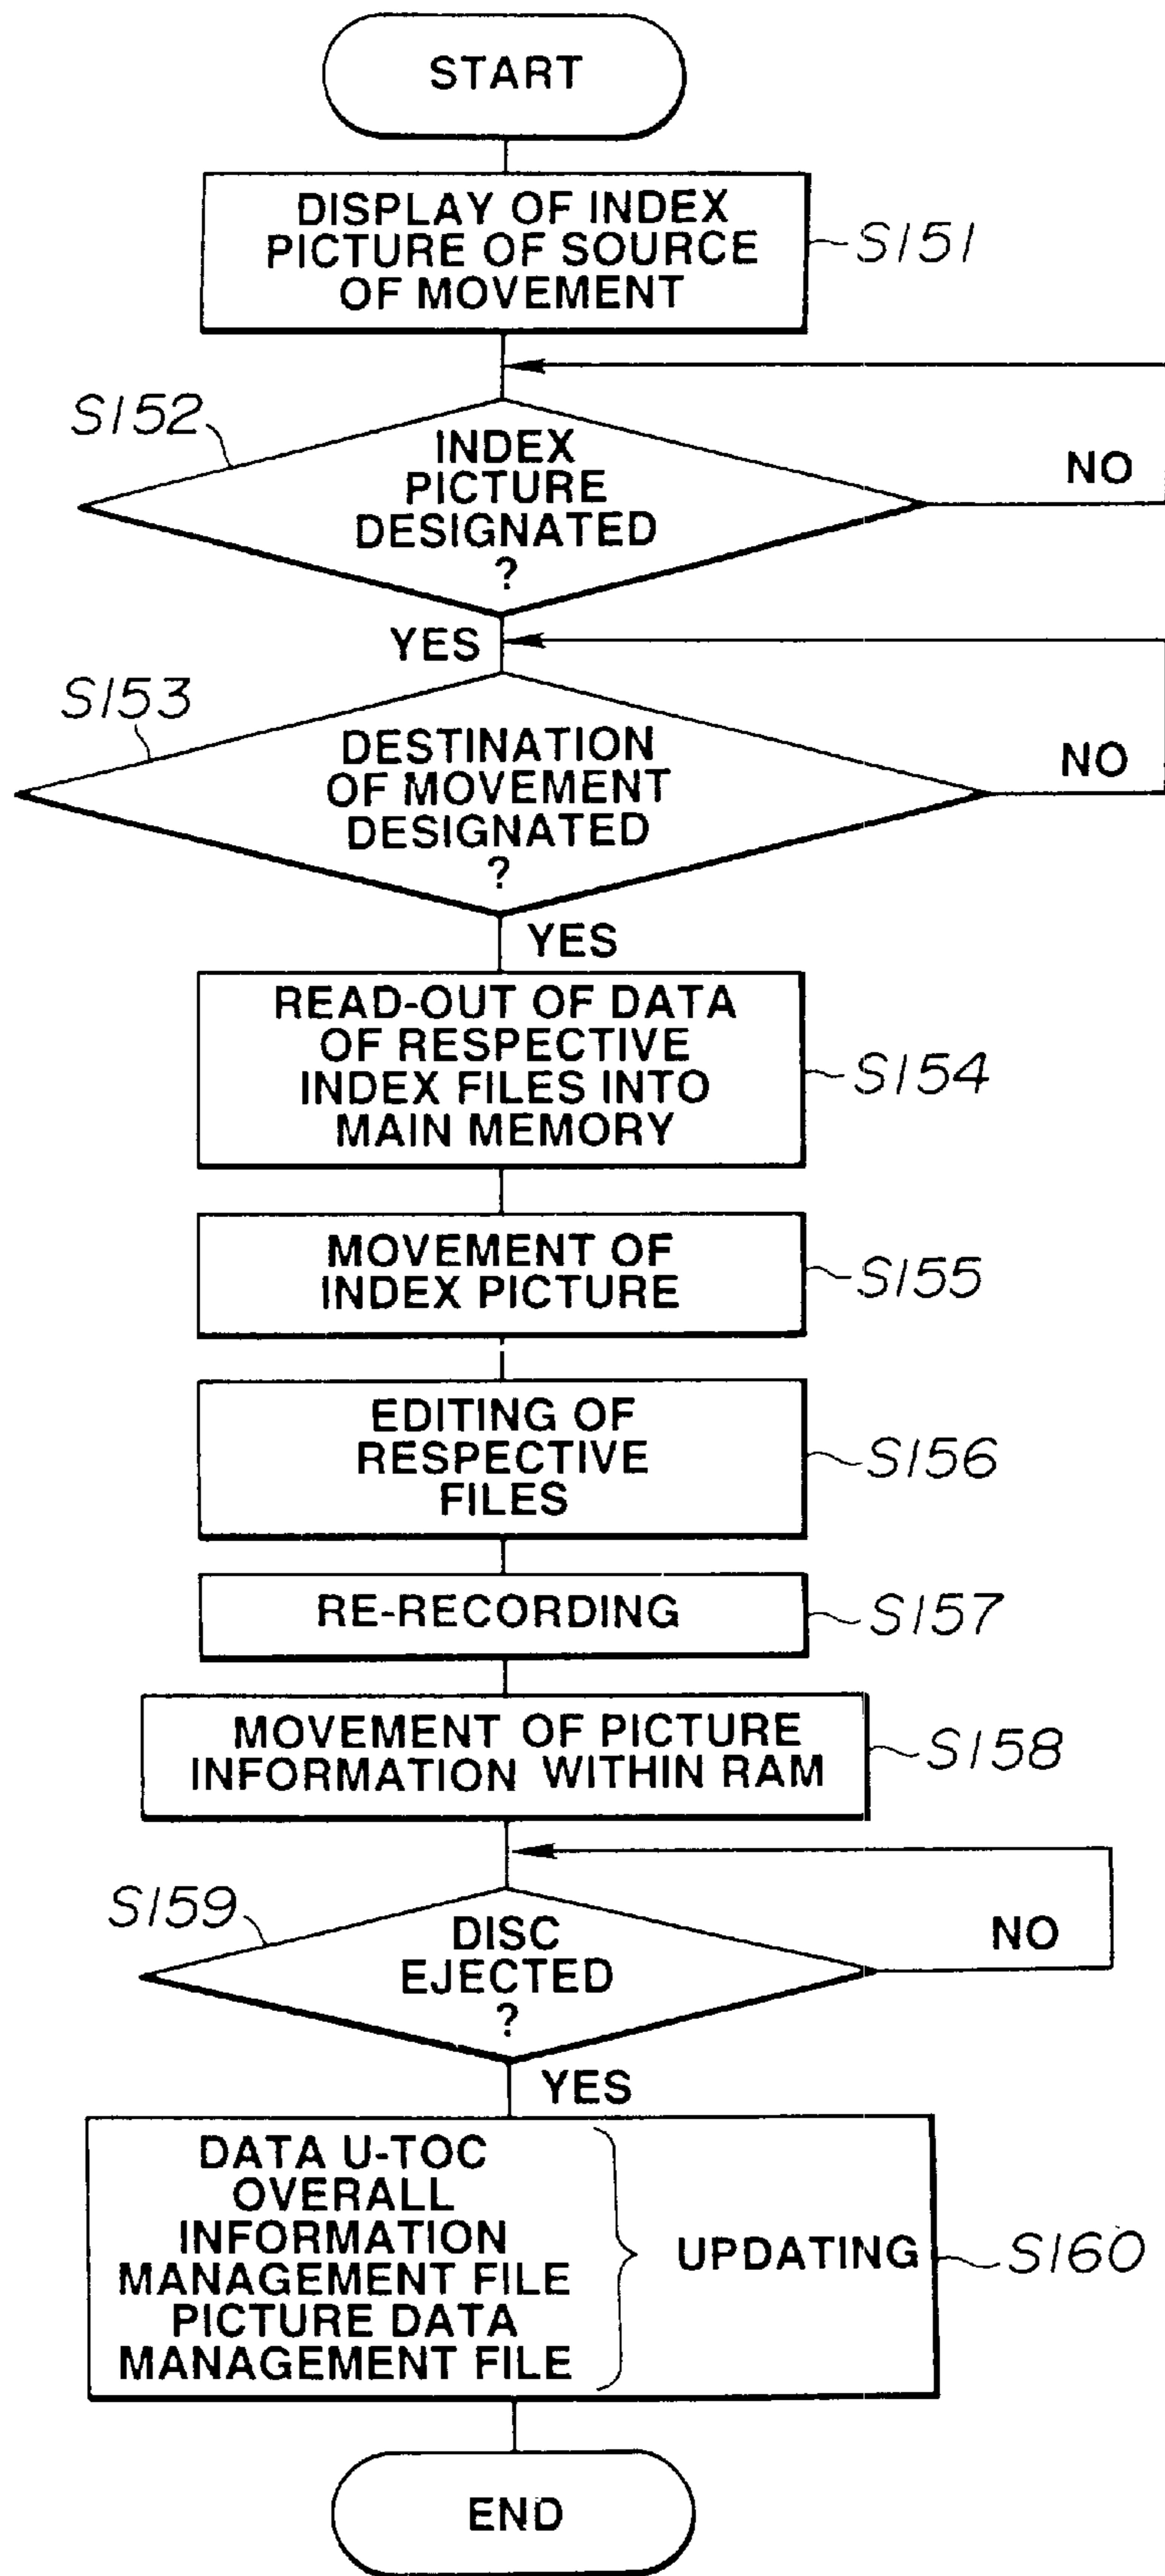 START
DISPLAY OF INDEX
PICTURE OF SOURCE
OF MOVEMENT
S151
S152
INDEX
PICTURE
DESIGNATED
?
NO
YES
S153
DESTINATION
OF MOVEMENT
DESIGNATED
?
NO
YES
READ-OUT OF DATA
OF RESPECTIVE
INDEX FILES INTO
MAIN MEMORY
S154
MOVEMENT OF
INDEX PICTURE
S155
EDITING OF
RESPECTIVE
FILES
S156
RE-RECORDING
S157
MOVEMENT OF PICTURE
INFORMATION WITHIN RAM
S158
S159
DISC
EJECTED
?
NO
YES
DATA U-TOC
OVERALL
INFORMATION
MANAGEMENT FILE
PICTURE DATA
MANAGEMENT FILE
UPDATING
S160
END